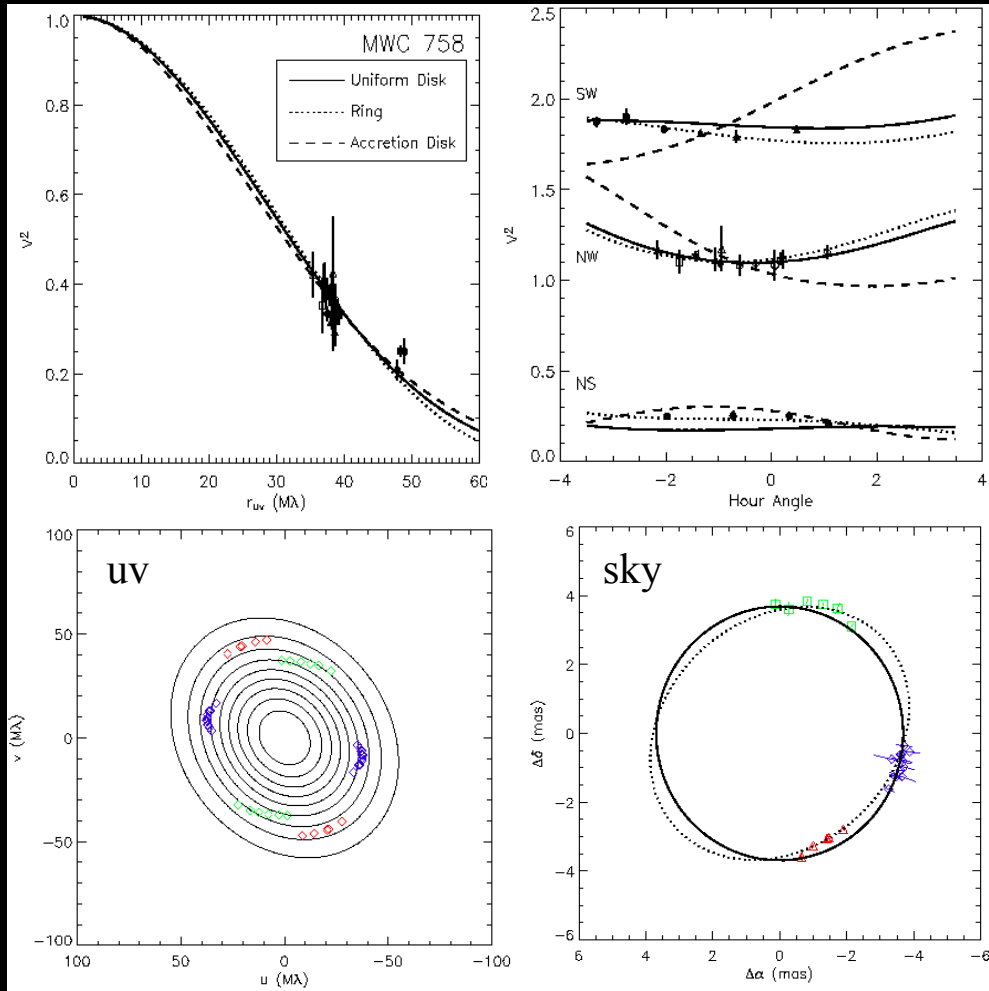 MWC 758
Uniform Disk
Ring
Accretion Disk
V²
1.0
0.8
0.6
0.4
0.2
0.0
0 10 20 30 40 50 60
r_uv (Mλ)
V²
2.5
2.0
1.5
1.0
0.5
0.0
SW
NW
NS
-4 -2 0 2 4
Hour Angle
uv
v (Mλ)
100
50
0
-50
-100
100 50 0 -50 -100
u (Mλ)
sky
Δδ (mas)
6
4
2
0
-2
-4
-6
6 4 2 0 -2 -4 -6
Δα (mas)